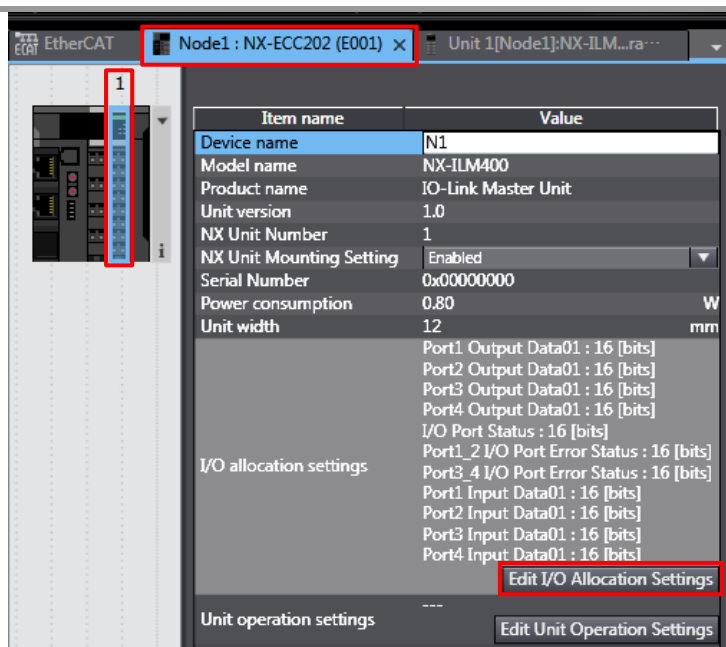 EtherCAT
Node1 : NX-ECC202 (E001) ×
Unit 1[Node1]:NX-ILM...ra...
1
Item name Value
Device name N1
Model name NX-ILM400
Product name IO-Link Master Unit
Unit version 1.0
NX Unit Number 1
NX Unit Mounting Setting Enabled
Serial Number 0x00000000
Power consumption 0.80 W
Unit width 12 mm
I/O allocation settings
Port1 Output Data01 : 16 [bits]
Port2 Output Data01 : 16 [bits]
Port3 Output Data01 : 16 [bits]
Port4 Output Data01 : 16 [bits]
I/O Port Status : 16 [bits]
Port1_2 I/O Port Error Status : 16 [bits]
Port3_4 I/O Port Error Status : 16 [bits]
Port1 Input Data01 : 16 [bits]
Port2 Input Data01 : 16 [bits]
Port3 Input Data01 : 16 [bits]
Port4 Input Data01 : 16 [bits]
Edit I/O Allocation Settings
Unit operation settings
---
Edit Unit Operation Settings